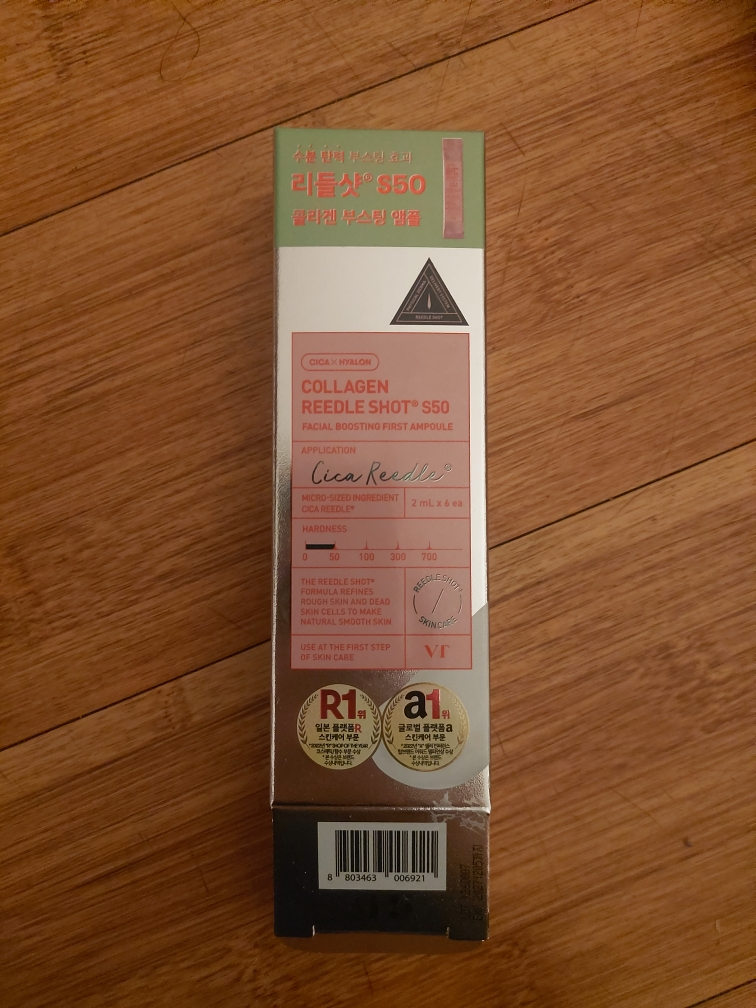 수분 탄력 부스팅 효과
리들샷® S50
콜라겐 부스팅 앰플
REEDLE SHOT
CICA × HYALON
COLLAGEN
REEDLE SHOT® S50
FACIAL BOOSTING FIRST AMPOULE
APPLICATION
Cica Reedle®
MICRO-SIZED INGREDIENT
CICA REEDLE®
2 mL x 6 ea
HARDNESS
0 50 100 300 700
THE REEDLE SHOT®
FORMULA REFINES
ROUGH SKIN AND DEAD
SKIN CELLS TO MAKE
NATURAL SMOOTH SKIN
REEDLE SHOT®
SKIN CARE
USE AT THE FIRST STEP
OF SKIN CARE
VT
R1위
일본 플랫폼R
스킨케어 부문
a1위
글로벌 플랫폼a
스킨케어 부문
8 803463 006921